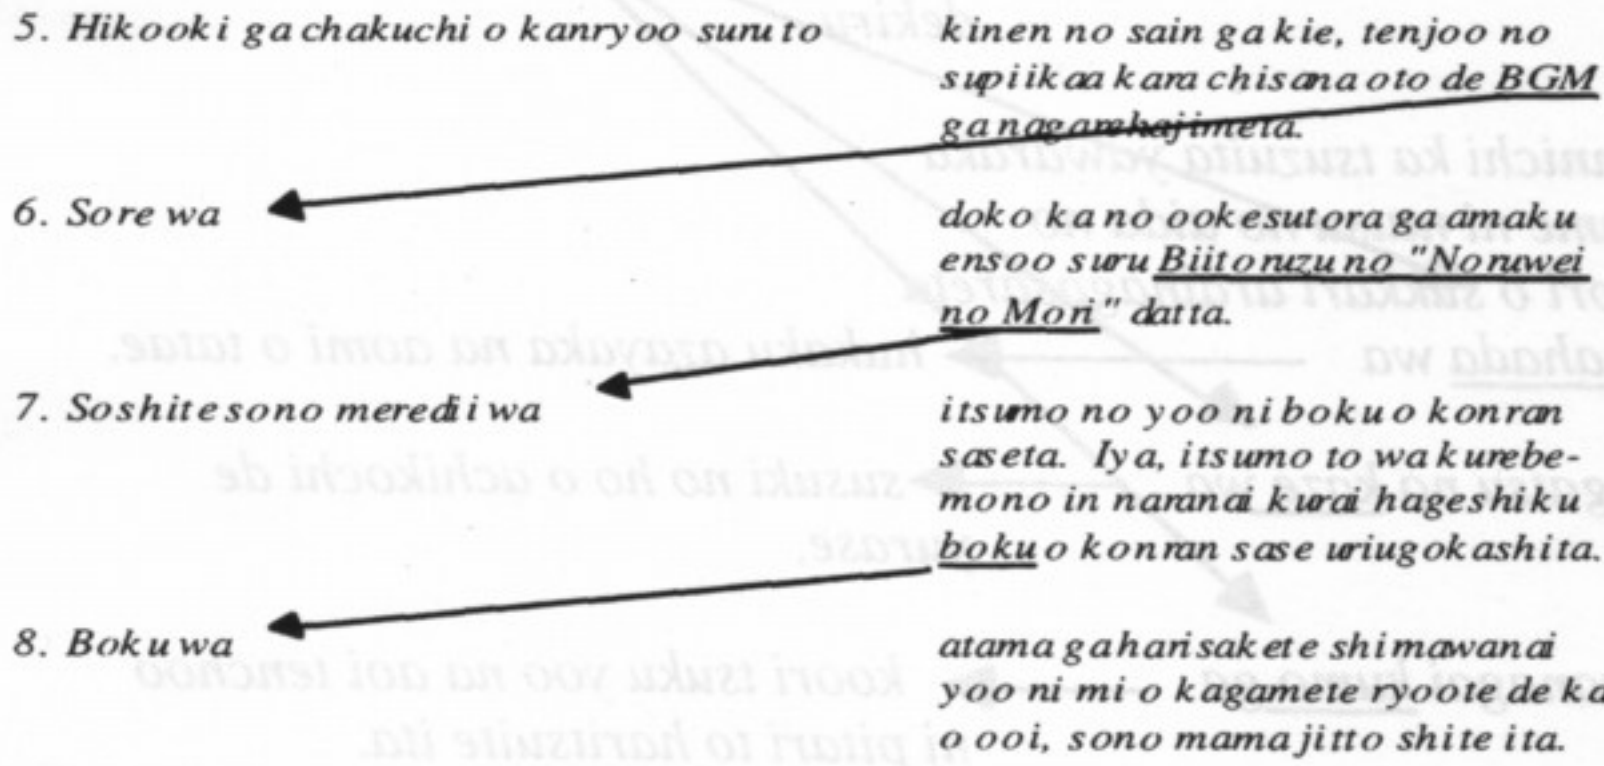 5. Hikooki ga chakuchi o kanryoo suru to
kinen no sain ga kie, tenjoo no
supiikaa kara chisana oto de BGM
ga nagarehajimeta.
6. Sore wa
doko ka no ookesutora ga amaku
ensoo suru Biitoruzu no "Noruwei
no Mori" datta.
7. Soshite sono meredii wa
itsumo no yoo ni boku o konran
saseta. Iya, itsumo to wa kurebe-
mono in naranai kurai hageshiku
boku o konran sase uriugokashita.
8. Boku wa
atama ga harisakete shimawanai
yoo ni mi o kagamete ryoote de ka
o ooi, sono mama jitto shite ita.